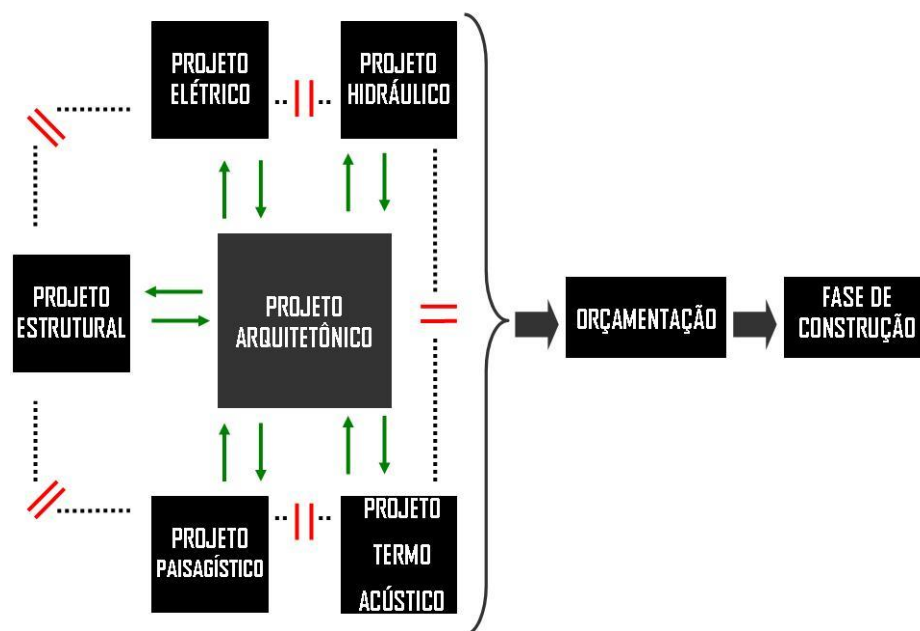 PROJETO
ELÉTRICO
PROJETO
HIDRÁULICO
PROJETO
ESTRUTURAL
PROJETO
ARQUITETÔNICO
ORÇAMENTAÇÃO
FASE DE
CONSTRUÇÃO
PROJETO
PAISAGÍSTICO
PROJETO
TERMO
ACÚSTICO